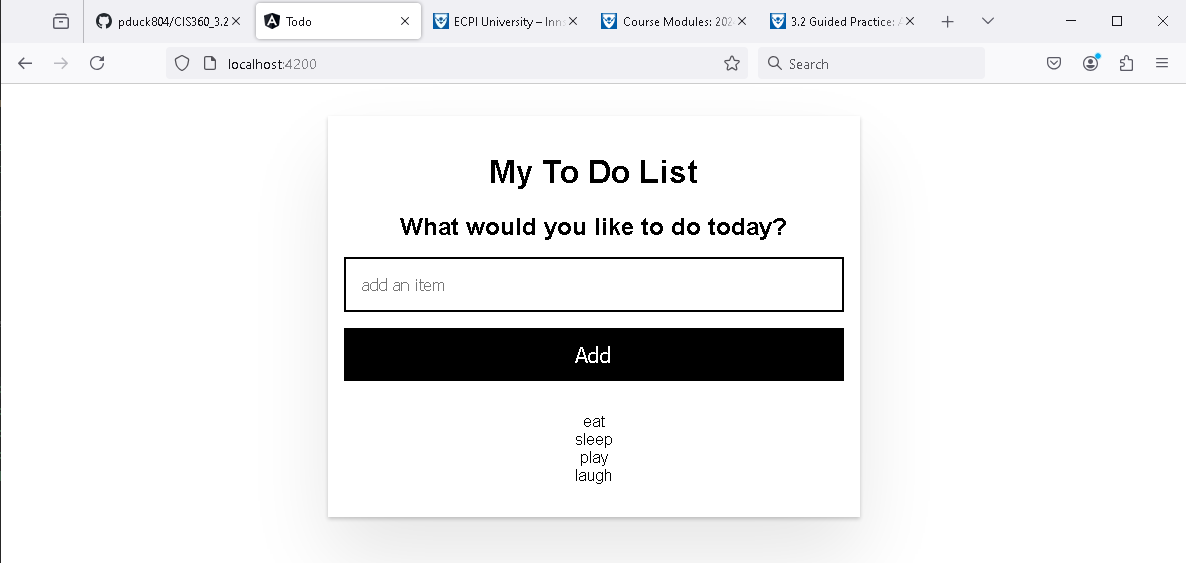 pduck804/CIS360_3.2
Todo
ECPI University – Inn
Course Modules: 202
3.2 Guided Practice: A
localhost:4200
Search
My To Do List
What would you like to do today?
add an item
Add
eat
sleep
play
laugh